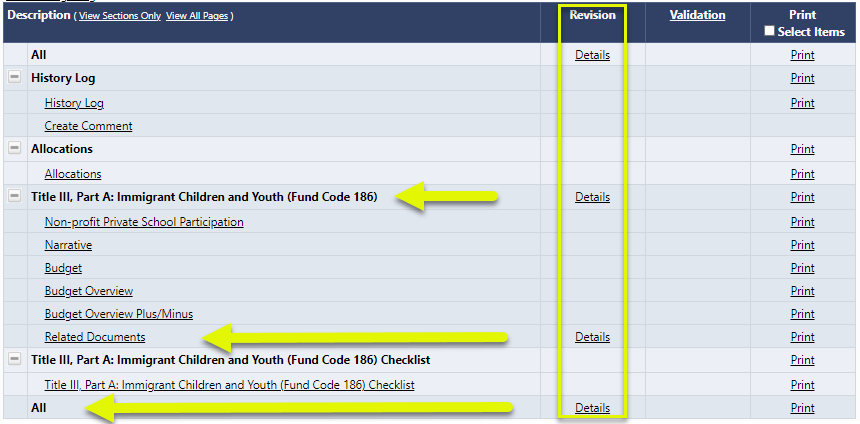 Description ( View Sections Only View All Pages ) Revision Validation Print
Select Items
All Details Print
History Log Print
History Log Print
Create Comment
Allocations Print
Allocations Print
Title III, Part A: Immigrant Children and Youth (Fund Code 186) Details Print
Non-profit Private School Participation Print
Narrative Print
Budget Print
Budget Overview Print
Budget Overview Plus/Minus Print
Related Documents Details Print
Title III, Part A: Immigrant Children and Youth (Fund Code 186) Checklist Print
Title III, Part A: Immigrant Children and Youth (Fund Code 186) Checklist Print
All Details Print